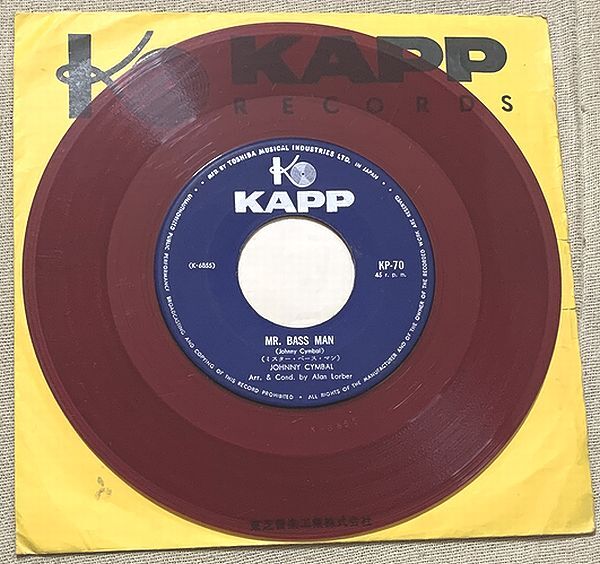 KAPP
RECORDS
MFD BY TOSHIBA MUSICAL INDUSTRIES LTD. IN JAPAN
KAPP
(K-6855)
KP-70
45 r. p. m.
MR. BASS MAN
(Johnny Cymbal)
(ミスター・ベース・マン)
JOHNNY CYMBAL
Arr. & Cond. by Alan Lorber
UNAUTHORIZED PUBLIC PERFORMANCE BROADCASTING AND COPYING OF THIS RECORD PROHIBITED • ALL RIGHTS OF THE MANUFACTURER AND OF THE OWNER OF THE RECORDED WORK ARE RESERVED
K-6855
東芝音楽工業株式会社